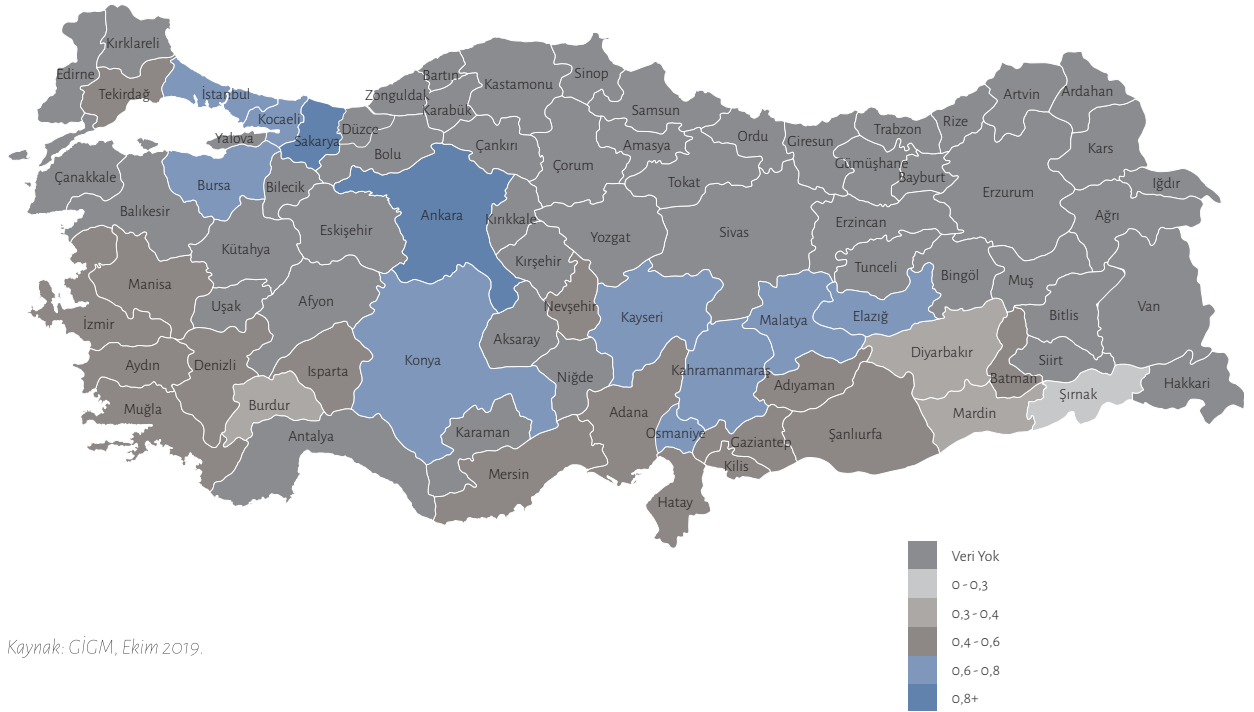 Kırklareli
Edirne
Tekirdağ
İstanbul
Kocaeli
Yalova
Sakarya
Düzce
Zonguldak
Bartın
Karabük
Kastamonu
Sinop
Samsun
Ordu
Giresun
Trabzon
Rize
Artvin
Ardahan
Kars
Iğdır
Çanakkale
Bursa
Bilecik
Bolu
Çankırı
Çorum
Amasya
Tokat
Gümüşhane
Bayburt
Erzurum
Ağrı
Balıkesir
Kütahya
Eskişehir
Ankara
Kırıkkale
Yozgat
Sivas
Erzincan
Kırşehir
Tunceli
Bingöl
Muş
Bitlis
Van
Manisa
Uşak
Afyon
Nevşehir
Kayseri
Malatya
Elazığ
İzmir
Aydın
Denizli
Isparta
Konya
Aksaray
Niğde
Kahramanmaraş
Adıyaman
Diyarbakır
Batman
Siirt
Şırnak
Hakkari
Muğla
Burdur
Antalya
Karaman
Mersin
Adana
Osmaniye
Gaziantep
Kilis
Şanlıurfa
Mardin
Hatay
Veri Yok
0 - 0,3
0,3 - 0,4
0,4 - 0,6
0,6 - 0,8
0,8+
Kaynak: GİGM, Ekim 2019.